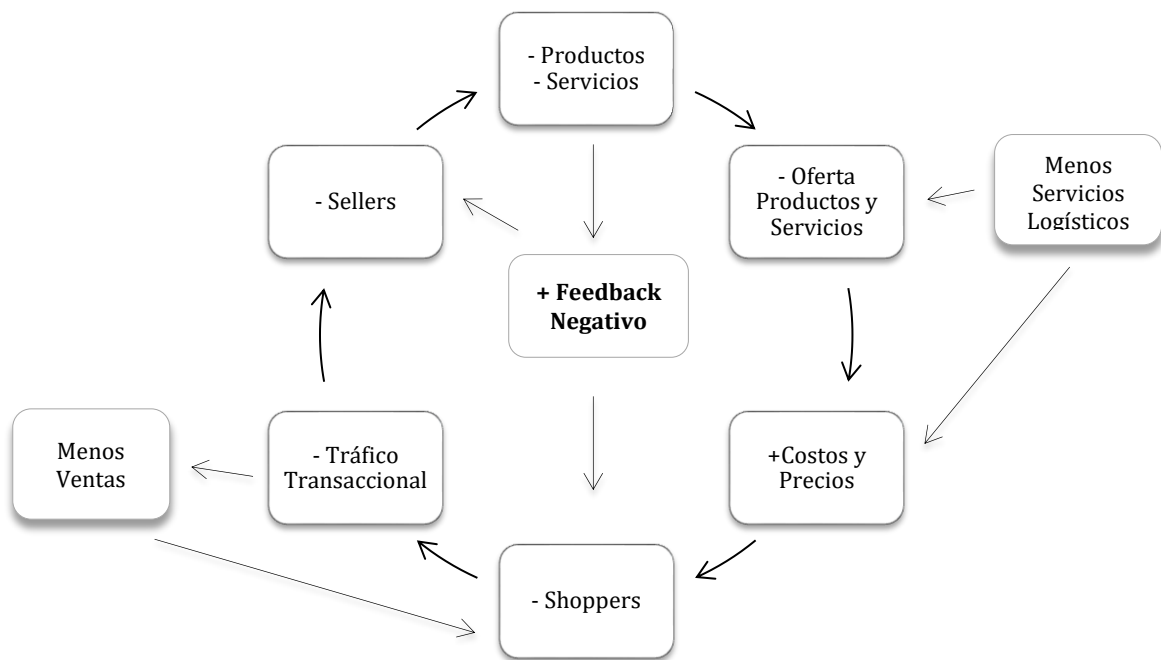 - Productos
- Servicios
- Sellers
- Oferta
Productos y
Servicios
Menos
Servicios
Logísticos
+ Feedback
Negativo
Menos
Ventas
- Tráfico
Transaccional
+Costos y
Precios
- Shoppers